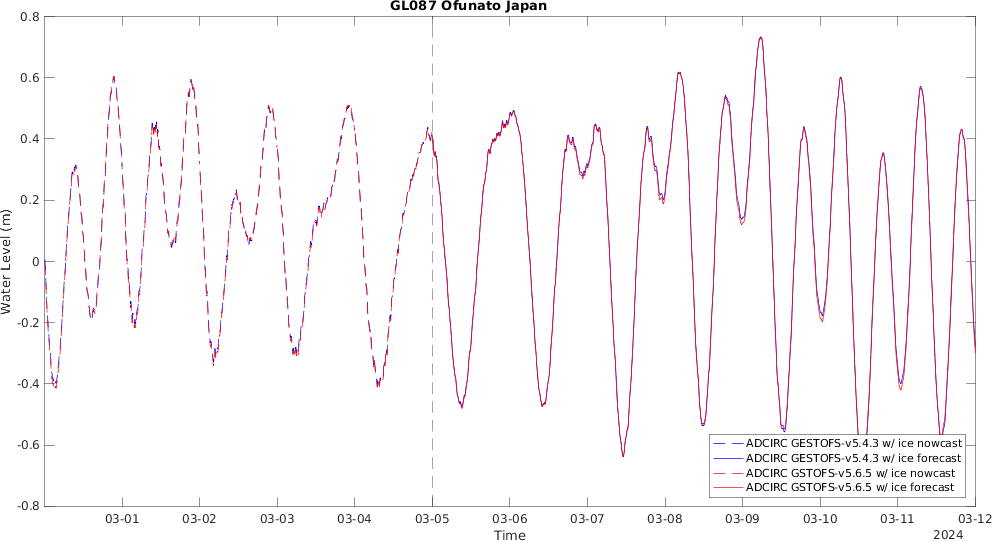 GL087 Ofunato Japan
0.8
0.6
0.4
0.2
0
-0.2
-0.4
-0.6
-0.8
Water Level (m)
ADCIRC GESTOFS-v5.4.3 w/ ice nowcast
ADCIRC GESTOFS-v5.4.3 w/ ice forecast
ADCIRC GSTOFS-v5.6.5 w/ ice nowcast
ADCIRC GSTOFS-v5.6.5 w/ ice forecast
03-01 03-02 03-03 03-04 03-05 03-06 03-07 03-08 03-09 03-10 03-11 03-12
Time
2024